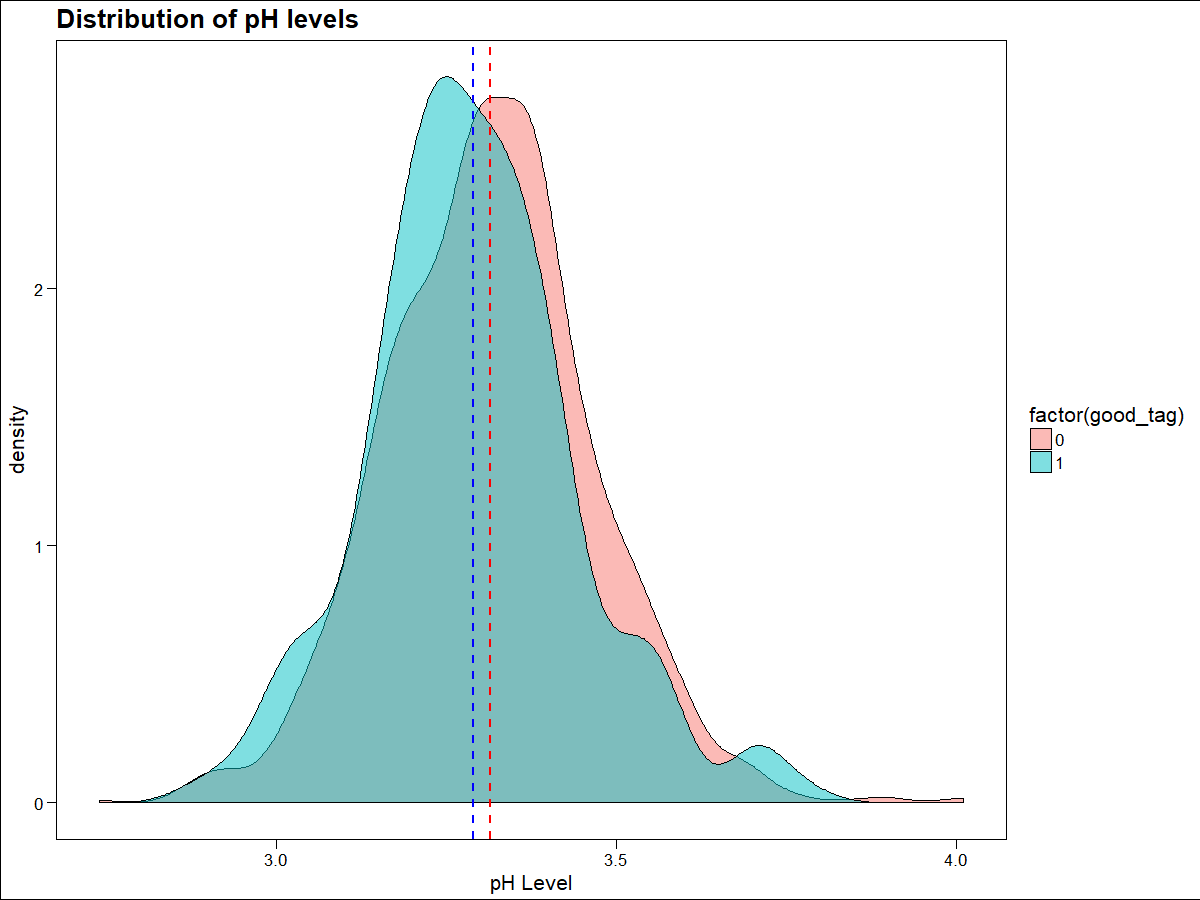 Distribution of pH levels
density
2
1
0
3.0
3.5
4.0
pH Level
factor(good_tag)
0
1